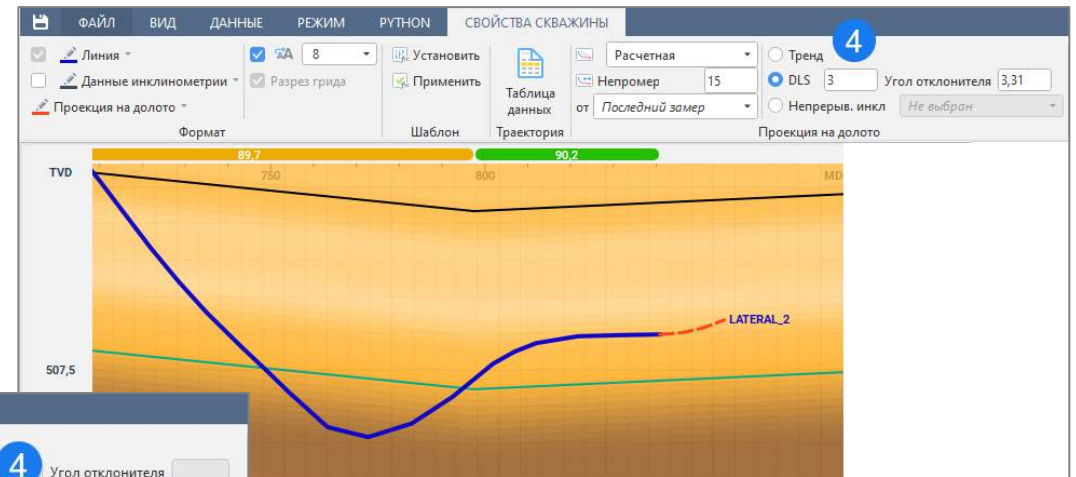 ФАЙЛ ВИД ДАННЫЕ РЕЖИМ PYTHON СВОЙСТВА СКВАЖИНЫ
4
Линия 8 Установить Расчетная Тренд
Данные инклинометрии Разрез грида Применить Непромер 15 DLS 3 Угол отклонителя 3,31
Проекция на долото Таблица данных от Последний замер Непрерыв. инкл Не выбран
Формат Шаблон Траектория Проекция на долото
89,7 90,2
TVD 750 800 MD
LATERAL_2
507,5
4 Угол отклонителя